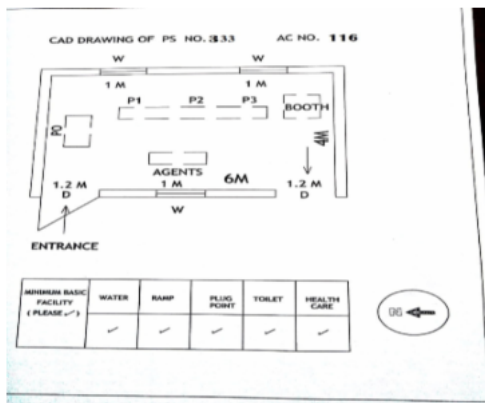 CAD DRAWING OF PS NO. 333 AC NO. 116
W W
1 M 1 M
P1 P2 P3 BOOTH
PO
4M
AGENTS
1.2 M 1 M 6M 1.2 M
D D
W
ENTRANCE
MINIMUM BASIC FACILITY (PLEASE ✓) WATER RAMP PLUG POINT TOILET HEALTH CARE
✓ ✓ ✓ ✓ ✓